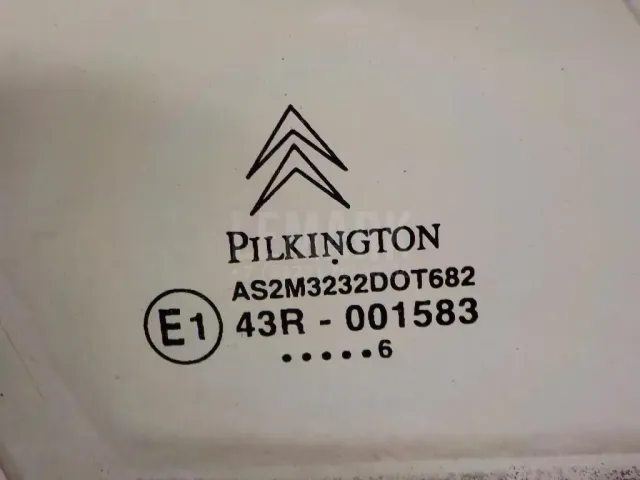 PILKINGTON
AS2M3232DOT682
E1
43R - 001583
.....6